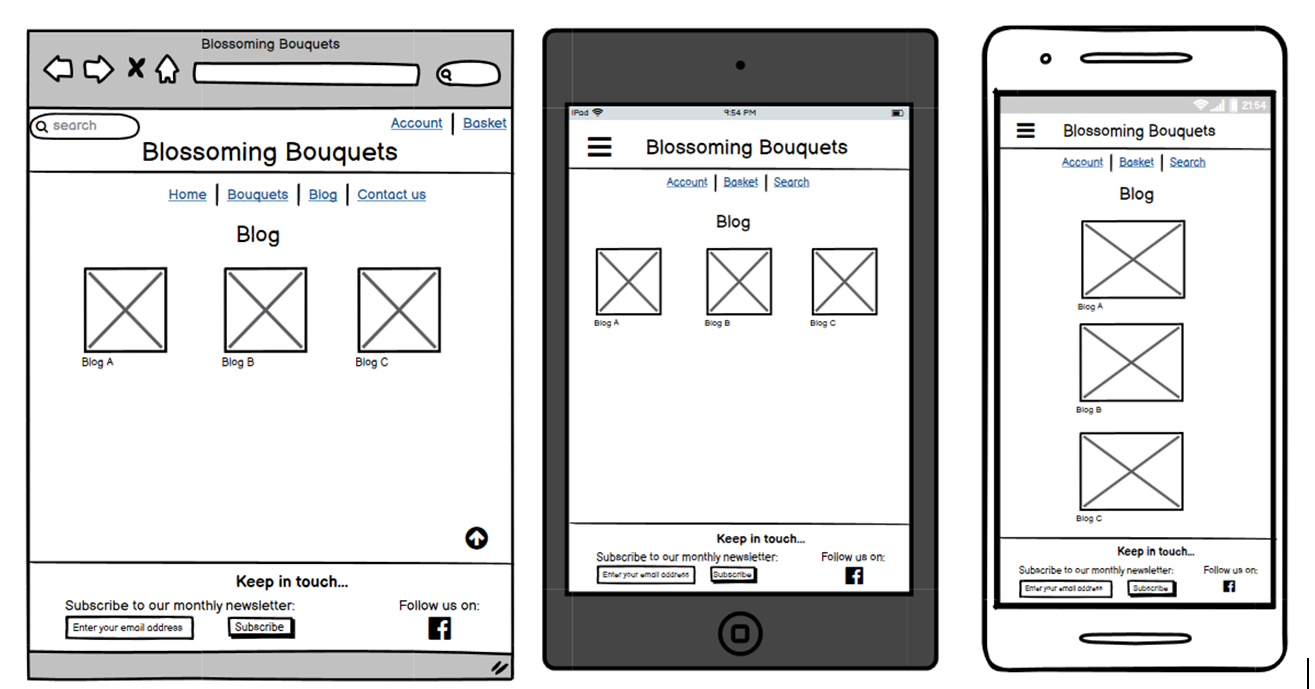 Blossoming Bouquets
search
Account Basket
Blossoming Bouquets
Home Bouquets Blog Contact us
Blog
Blog A Blog B Blog C
Keep in touch...
Subscribe to our monthly newsletter: Follow us on:
Enter your email address Subscribe
iPad 9:54 PM
Blossoming Bouquets
Account Basket Search
Blog
Blog A Blog B Blog C
Keep in touch...
Subscribe to our monthly newsletter: Follow us on:
Enter your email address Subscribe
21:54
Blossoming Bouquets
Account Basket Search
Blog
Blog A
Blog B
Blog C
Keep in touch...
Subscribe to our monthly newsletter: Follow us on:
Enter your email address Subscribe